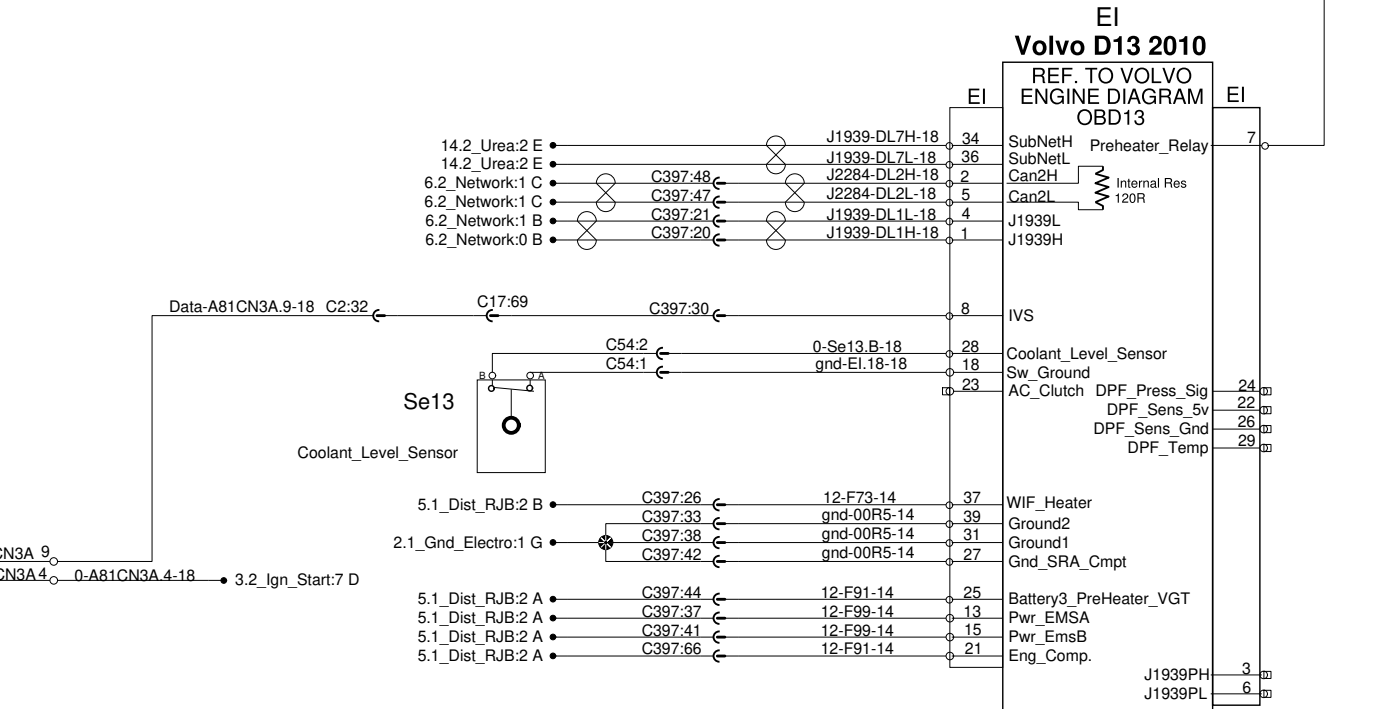 EI
Volvo D13 2010
REF. TO VOLVO
ENGINE DIAGRAM
OBD13
EI
EI
14.2_Urea:2 E J1939-DL7H-18 34 SubNetH
Preheater_Relay 7
14.2_Urea:2 E J1939-DL7L-18 36 SubNetL
6.2_Network:1 C C397:48 J2284-DL2H-18 2 Can2H
Internal Res
120R
6.2_Network:1 C C397:47 J2284-DL2L-18 5 Can2L
6.2_Network:1 B C397:21 J1939-DL1L-18 4 J1939L
6.2_Network:0 B C397:20 J1939-DL1H-18 1 J1939H
Data-A81CN3A.9-18 C2:32 C17:69 C397:30 8 IVS
C54:2 0-Se13.B-18 28 Coolant_Level_Sensor
C54:1 gnd-EI.18-18 18 Sw_Ground
B A
23 AC_Clutch DPF_Press_Sig 24
Se13
DPF_Sens_5v 22
DPF_Sens_Gnd 26
Coolant_Level_Sensor
DPF_Temp 29
5.1_Dist_RJB:2 B C397:26 12-F73-14 37 WIF_Heater
C397:33 gnd-00R5-14 39 Ground2
2.1_Gnd_Electro:1 G C397:38 gnd-00R5-14 31 Ground1
C397:42 gnd-00R5-14 27 Gnd_SRA_Cmpt
CN3A 9
CN3A 4 0-A81CN3A.4-18 3.2_Ign_Start:7 D
5.1_Dist_RJB:2 A C397:44 12-F91-14 25 Battery3_PreHeater_VGT
5.1_Dist_RJB:2 A C397:37 12-F99-14 13 Pwr_EMSA
5.1_Dist_RJB:2 A C397:41 12-F99-14 15 Pwr_EmsB
5.1_Dist_RJB:2 A C397:66 12-F91-14 21 Eng_Comp.
J1939PH 3
J1939PL 6